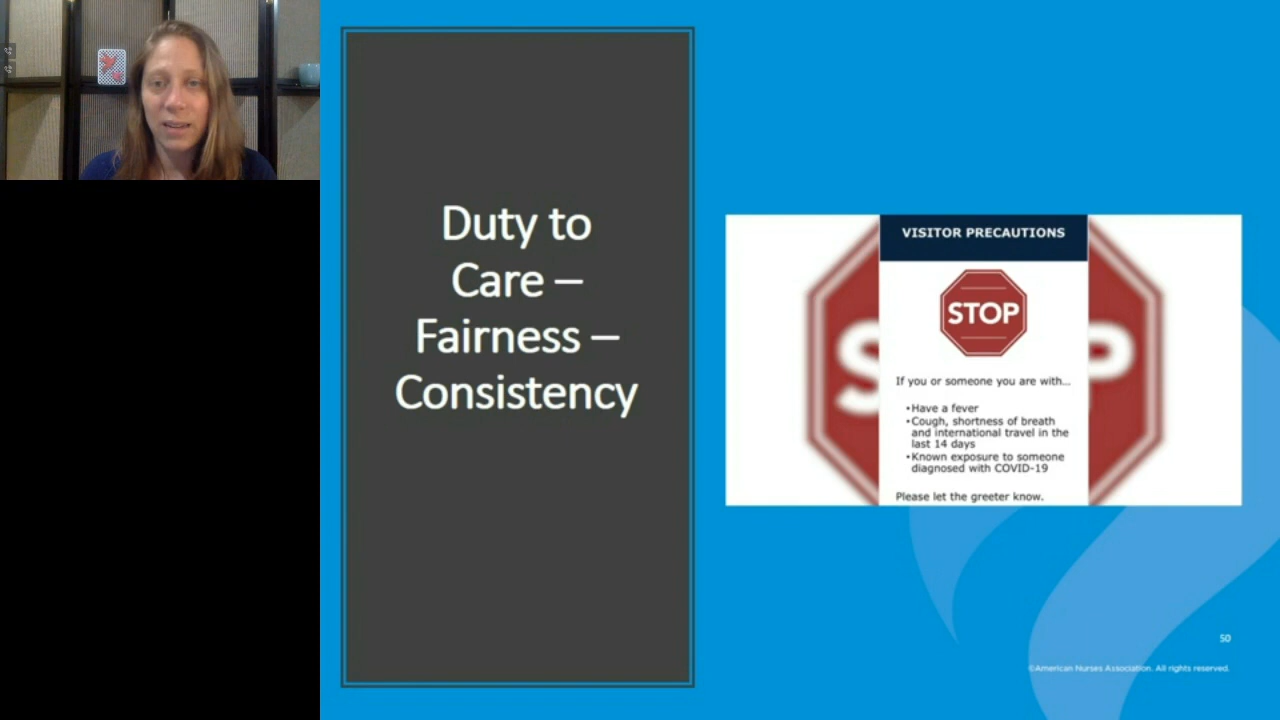 Duty to
Care –
Fairness –
Consistency
VISITOR PRECAUTIONS
STOP
If you or someone you are with...
•Have a fever
•Cough, shortness of breath
and international travel in the
last 14 days
•Known exposure to someone
diagnosed with COVID-19
Please let the greeter know.
S
P
50
©American Nurses Association. All rights reserved.